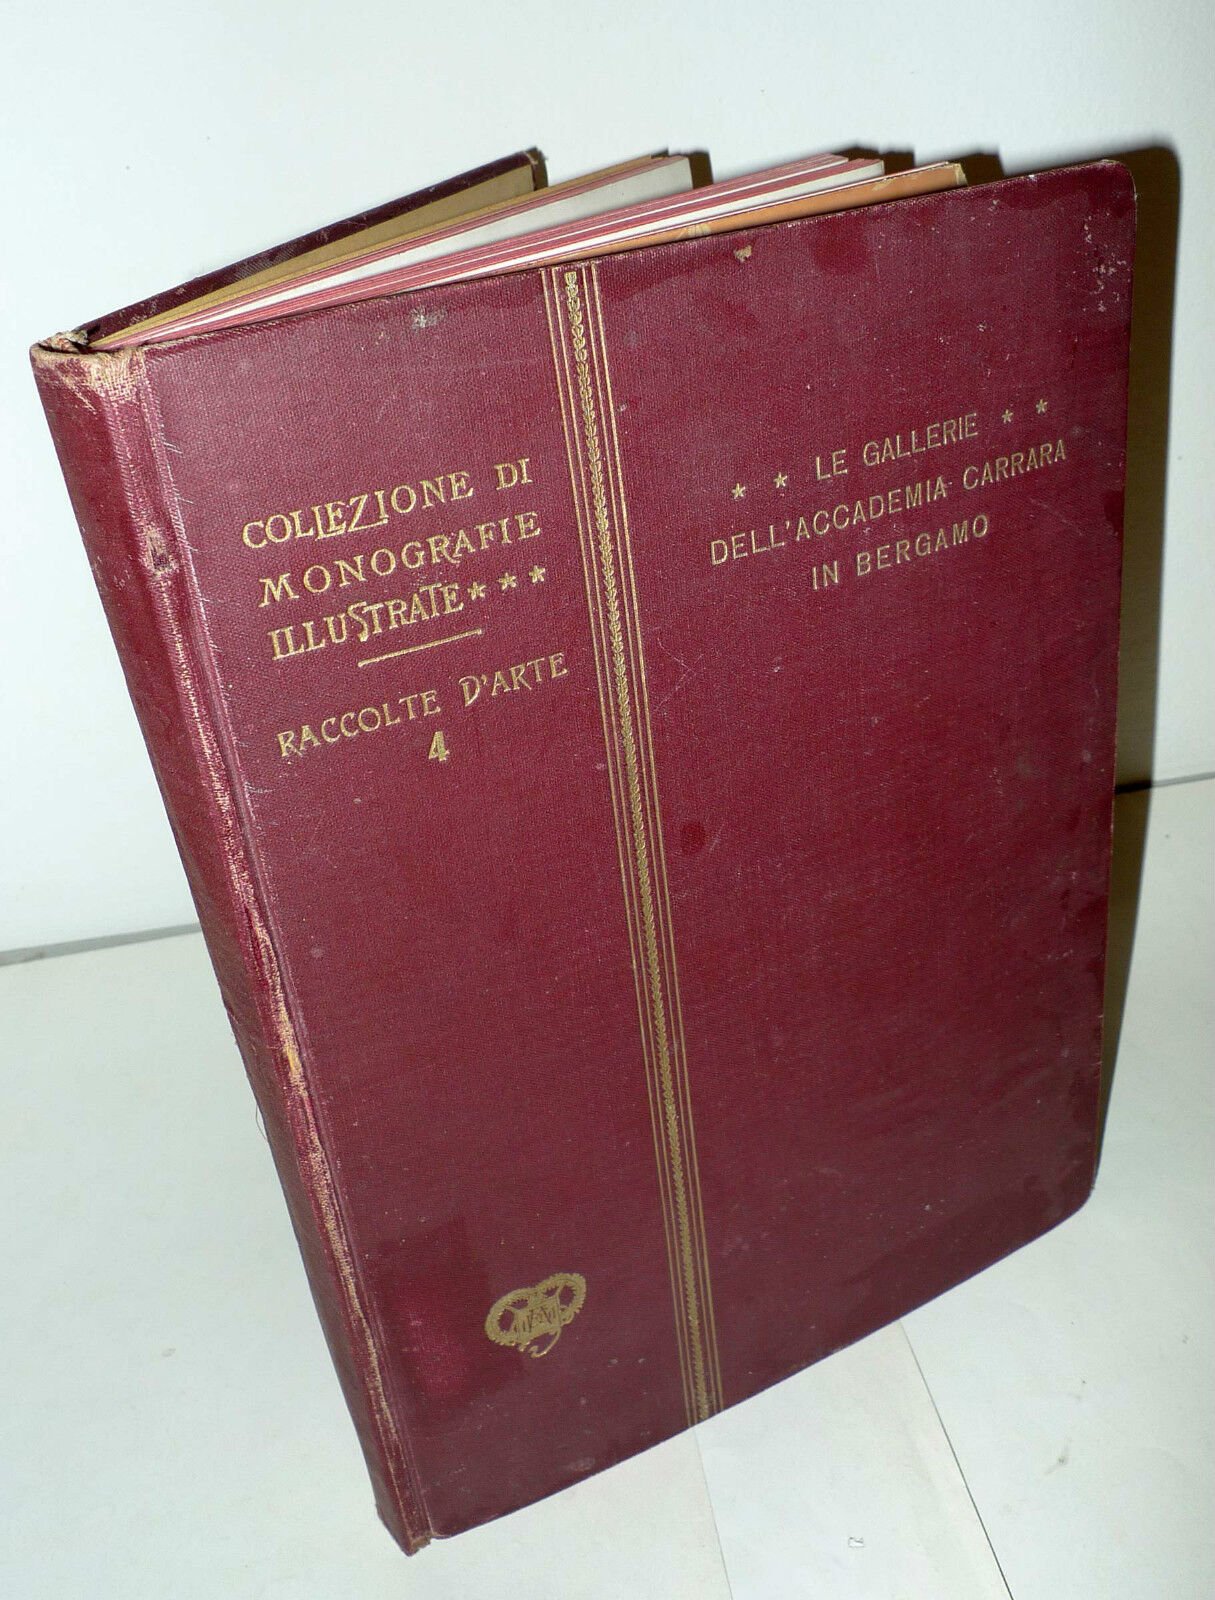 COLLEZIONE DI
MONOGRAFIE
ILLUSTRATE * * *
RACCOLTE D'ARTE
4
* * LE GALLERIE * *
DELL'ACCADEMIA CARRARA
IN BERGAMO